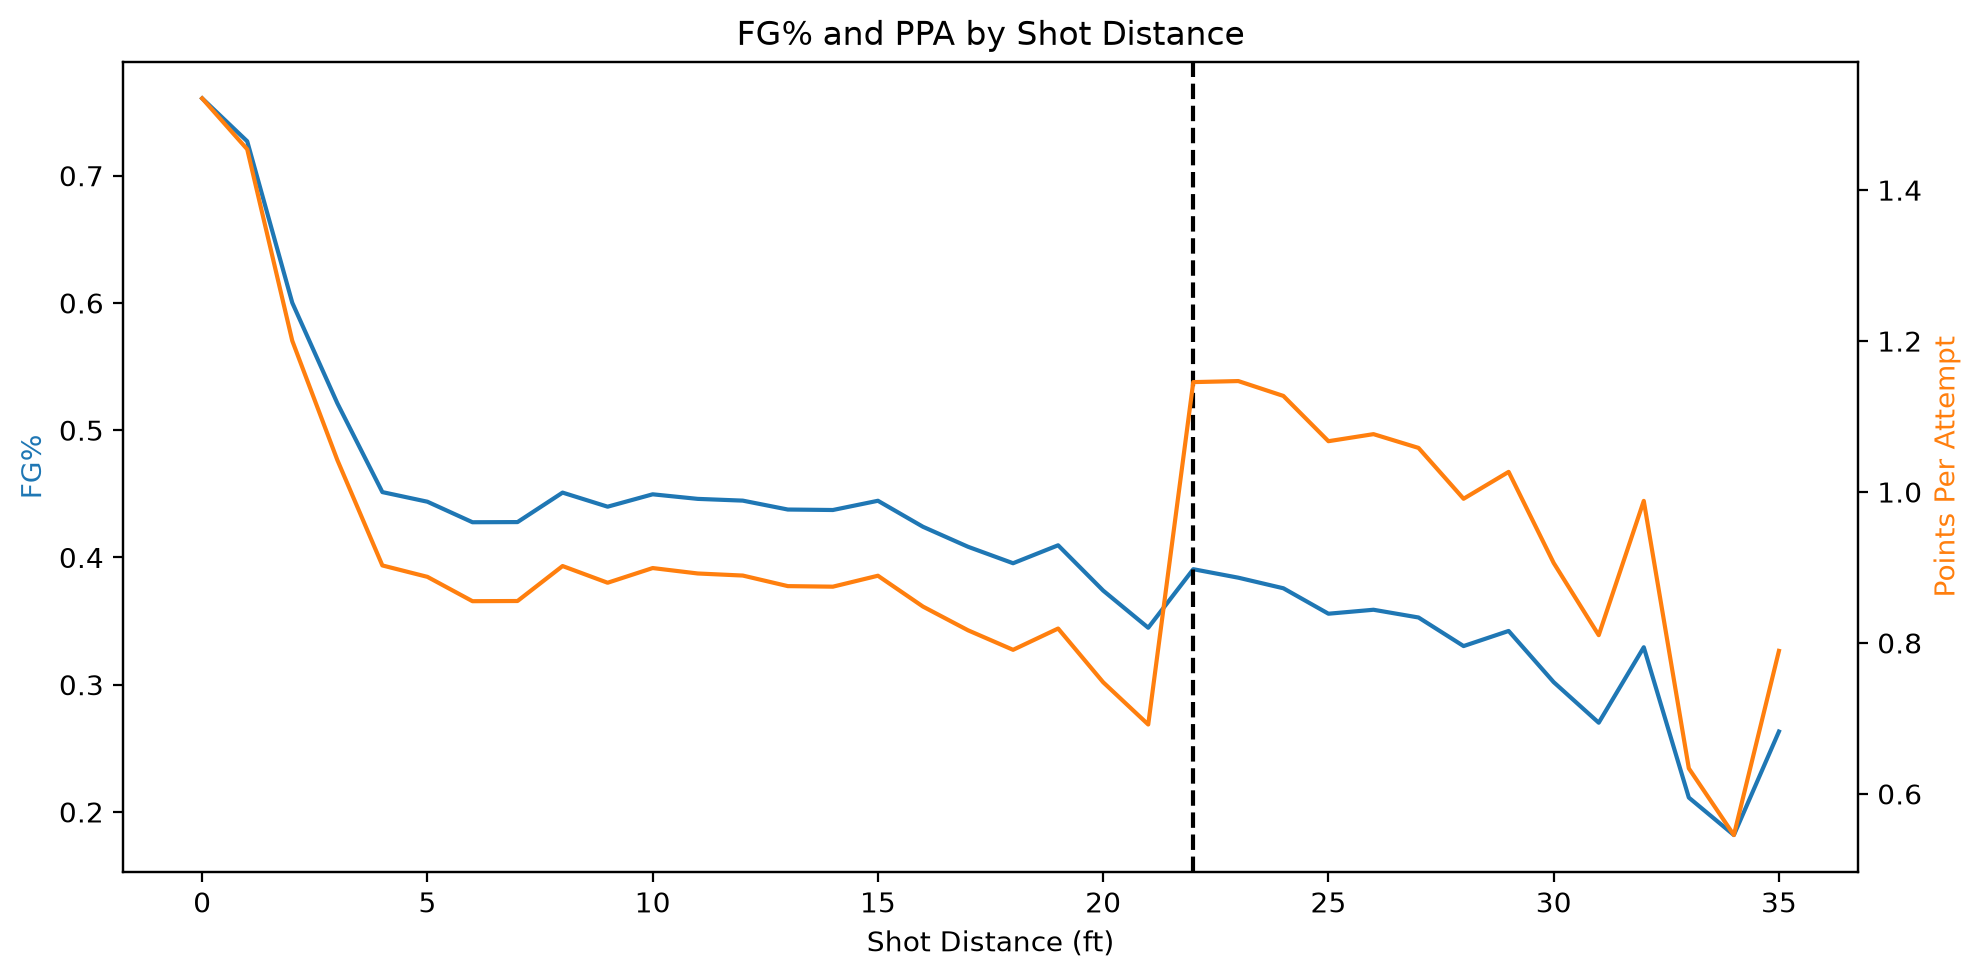 FG% and PPA by Shot Distance
FG%
0.7
0.6
0.5
0.4
0.3
0.2
1.4
1.2
1.0
0.8
0.6
Points Per Attempt
0 5 10 15 20 25 30 35
Shot Distance (ft)